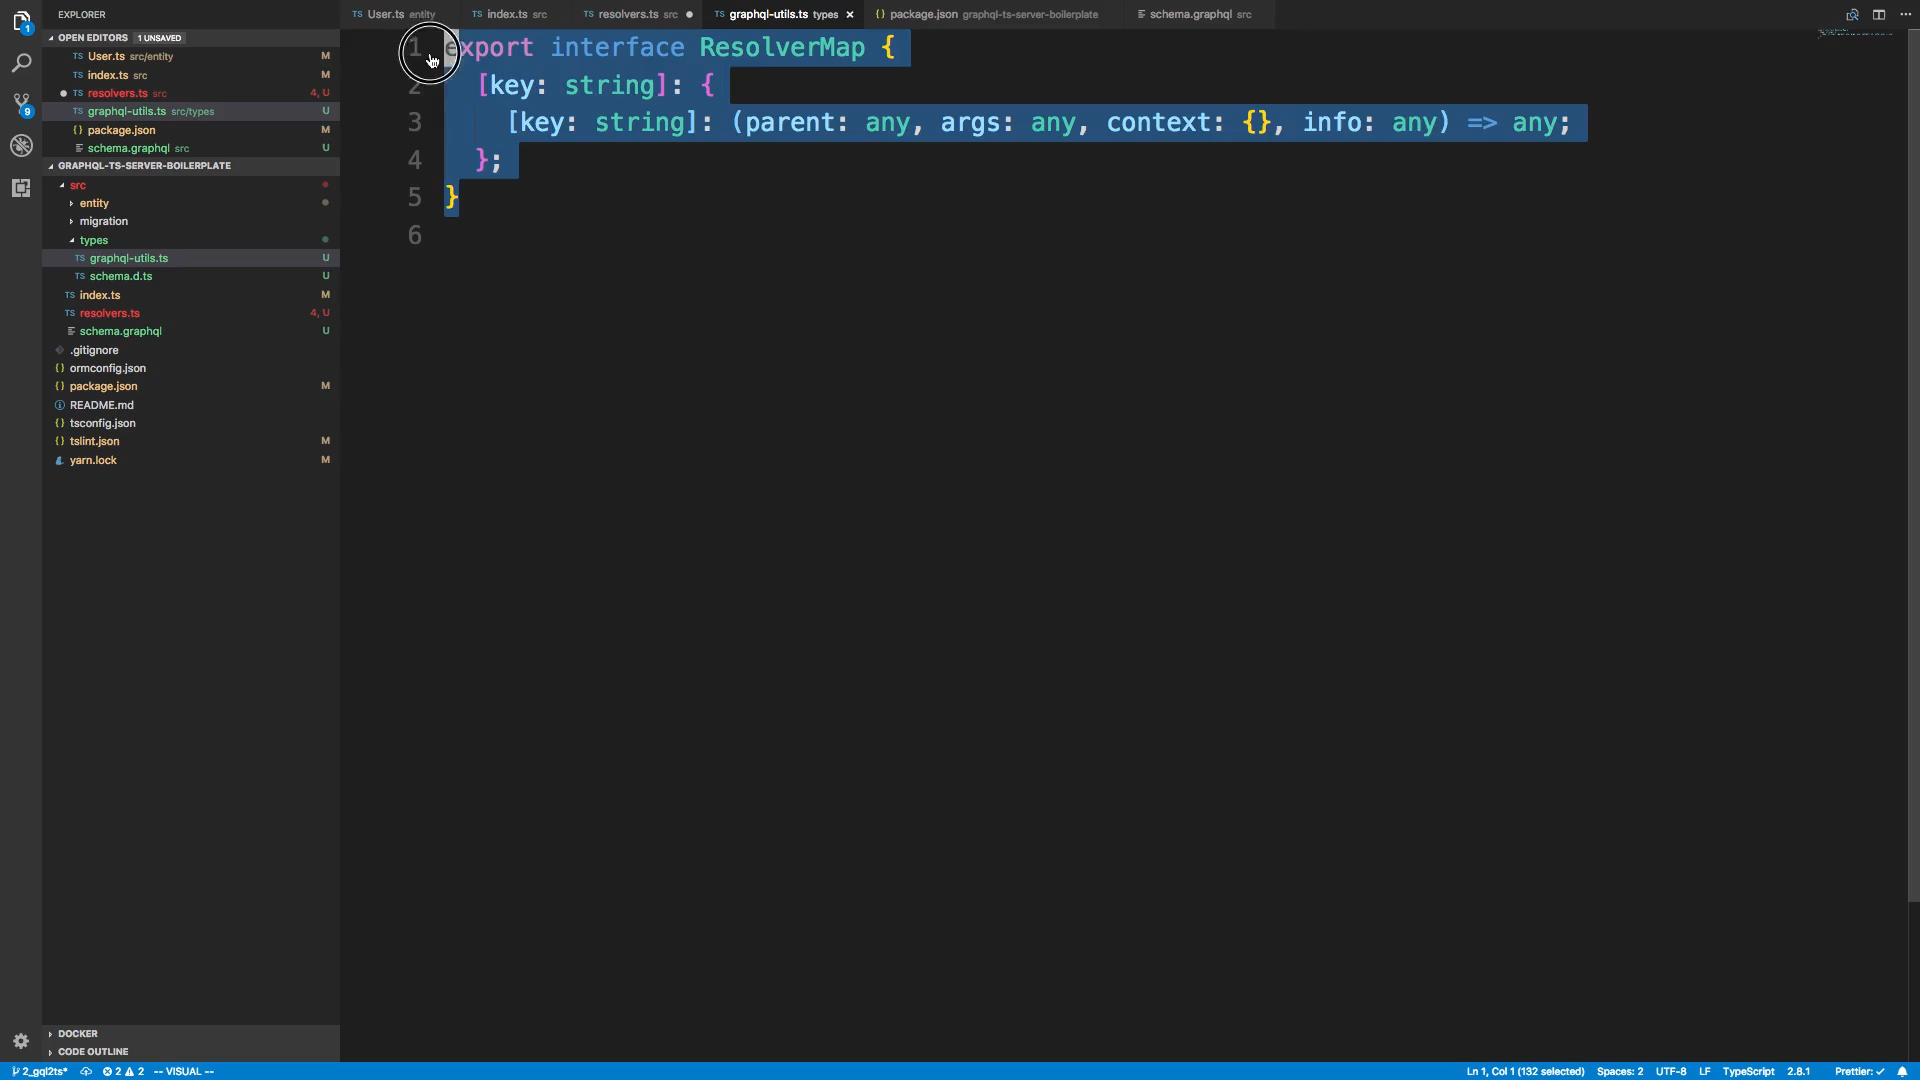 EXPLORER
OPEN EDITORS 1 UNSAVED
TS User.ts src/entity M
TS index.ts src M
TS resolvers.ts src 4, U
TS graphql-utils.ts src/types U
{} package.json M
schema.graphql src U
GRAPHQL-TS-SERVER-BOILERPLATE
src
entity
migration
types
TS graphql-utils.ts U
TS schema.d.ts U
TS index.ts M
TS resolvers.ts 4, U
schema.graphql U
.gitignore
{} ormconfig.json
{} package.json M
README.md
{} tsconfig.json
{} tslint.json M
yarn.lock M
DOCKER
CODE OUTLINE
1
9
TS User.ts entity TS index.ts src TS resolvers.ts src ● TS graphql-utils.ts types × {} package.json graphql-ts-server-boilerplate schema.graphql src
1 export interface ResolverMap {
2 [key: string]: {
3 [key: string]: (parent: any, args: any, context: {}, info: any) => any;
4 };
5 }
6
2_gql2ts* 2 2 -- VISUAL -- Ln 1, Col 1 (132 selected) Spaces: 2 UTF-8 LF TypeScript 2.8.1 Prettier: ✓